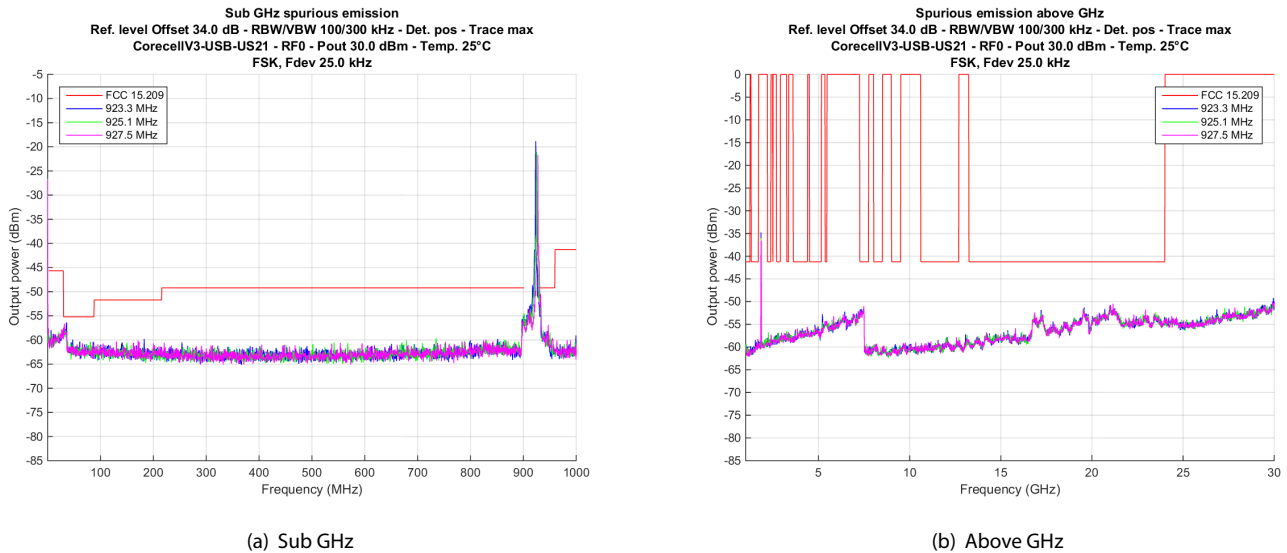 Sub GHz spurious emission
Ref. level Offset 34.0 dB - RBW/VBW 100/300 kHz - Det. pos - Trace max
CorecellV3-USB-US21 - RF0 - Pout 30.0 dBm - Temp. 25°C
FSK, Fdev 25.0 kHz
-5
-10
-15
-20
-25
-30
-35
-40
-45
-50
-55
-60
-65
-70
-75
-80
-85
Output power (dBm)
FCC 15.209
923.3 MHz
925.1 MHz
927.5 MHz
100 200 300 400 500 600 700 800 900 1000
Frequency (MHz)
(a) Sub GHz
Spurious emission above GHz
Ref. level Offset 34.0 dB - RBW/VBW 100/300 kHz - Det. pos - Trace max
CorecellV3-USB-US21 - RF0 - Pout 30.0 dBm - Temp. 25°C
FSK, Fdev 25.0 kHz
0
-5
-10
-15
-20
-25
-30
-35
-40
-45
-50
-55
-60
-65
-70
-75
-80
-85
Output power (dBm)
FCC 15.209
923.3 MHz
925.1 MHz
927.5 MHz
5 10 15 20 25 30
Frequency (GHz)
(b) Above GHz